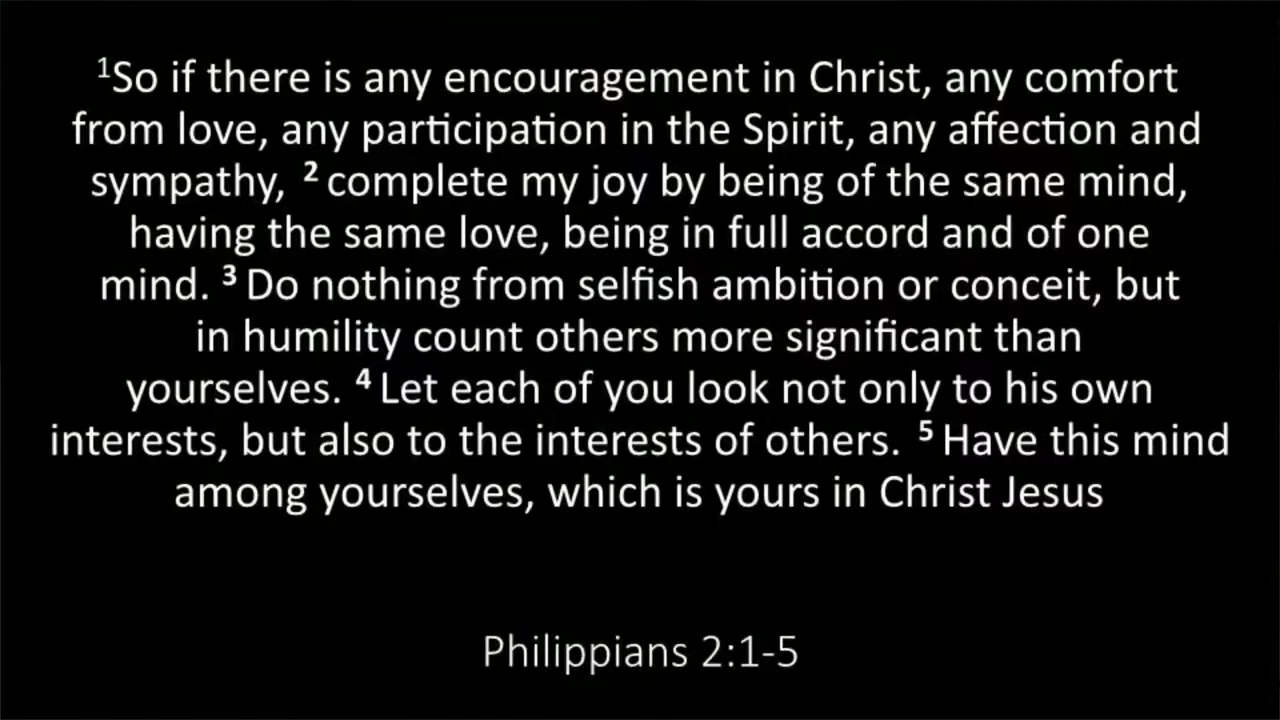 ¹So if there is any encouragement in Christ, any comfort
from love, any participation in the Spirit, any affection and
sympathy, ² complete my joy by being of the same mind,
having the same love, being in full accord and of one
mind. ³ Do nothing from selfish ambition or conceit, but
in humility count others more significant than
yourselves. ⁴ Let each of you look not only to his own
interests, but also to the interests of others. ⁵ Have this mind
among yourselves, which is yours in Christ Jesus
Philippians 2:1-5